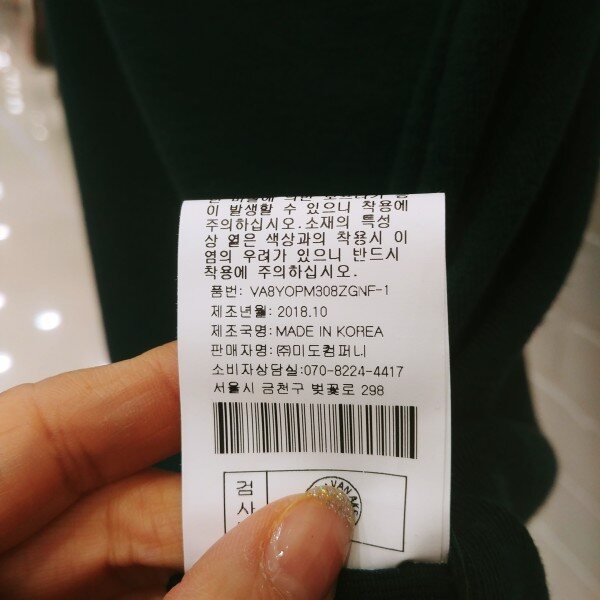 이 발생할 수 있으니 착용에
주의하십시오.소재의 특성
상 옅은 색상과의 착용시 이
염의 우려가 있으니 반드시
착용에 주의하십시오.
품번: VA8YOPM308ZGNF-1
제조년월: 2018.10
제조국명: MADE IN KOREA
판매자명: ㈜미도컴퍼니
소비자상담실:070-8224-4417
서울시 금천구 벚꽃로 298
검사
VAN